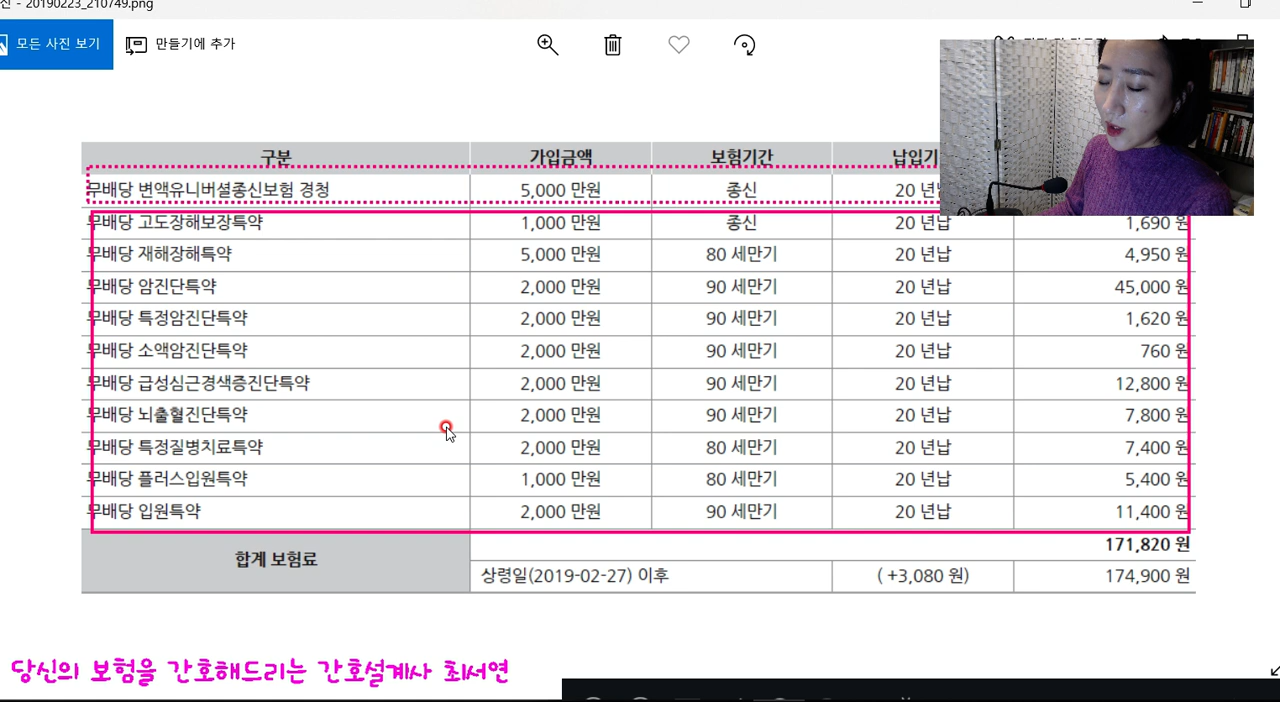 진 - 20190223_210749.png
모든 사진 보기 만들기에 추가
구분 가입금액 보험기간 납입기
무배당 변액유니버셜종신보험 경청 5,000 만원 종신 20 년
무배당 고도장해보장특약 1,000 만원 종신 20 년납 1,690 원
무배당 재해장해특약 5,000 만원 80 세만기 20 년납 4,950 원
무배당 암진단특약 2,000 만원 90 세만기 20 년납 45,000 원
무배당 특정암진단특약 2,000 만원 90 세만기 20 년납 1,620 원
무배당 소액암진단특약 2,000 만원 90 세만기 20 년납 760 원
무배당 급성심근경색증진단특약 2,000 만원 90 세만기 20 년납 12,800 원
무배당 뇌출혈진단특약 2,000 만원 90 세만기 20 년납 7,800 원
무배당 특정질병치료특약 2,000 만원 80 세만기 20 년납 7,400 원
무배당 플러스입원특약 1,000 만원 80 세만기 20 년납 5,400 원
무배당 입원특약 2,000 만원 90 세만기 20 년납 11,400 원
합계 보험료 171,820 원
상령일(2019-02-27) 이후 ( +3,080 원) 174,900 원
당신의 보험을 간호해드리는 간호설계사 최서연